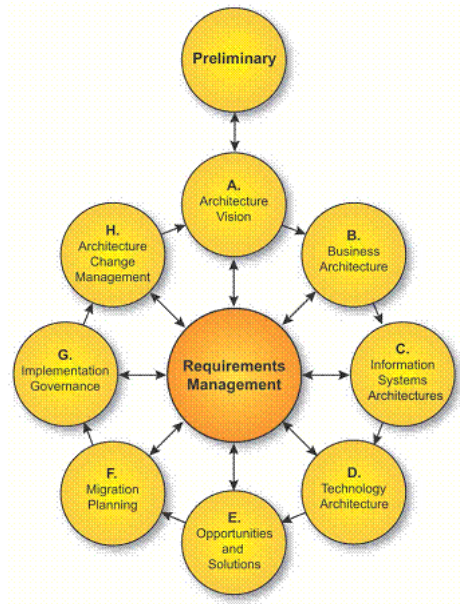 Preliminary
A.
Architecture
Vision
B.
Business
Architecture
C.
Information
Systems
Architectures
D.
Technology
Architecture
E.
Opportunities
and
Solutions
F.
Migration
Planning
G.
Implementation
Governance
H.
Architecture
Change
Management
Requirements
Management